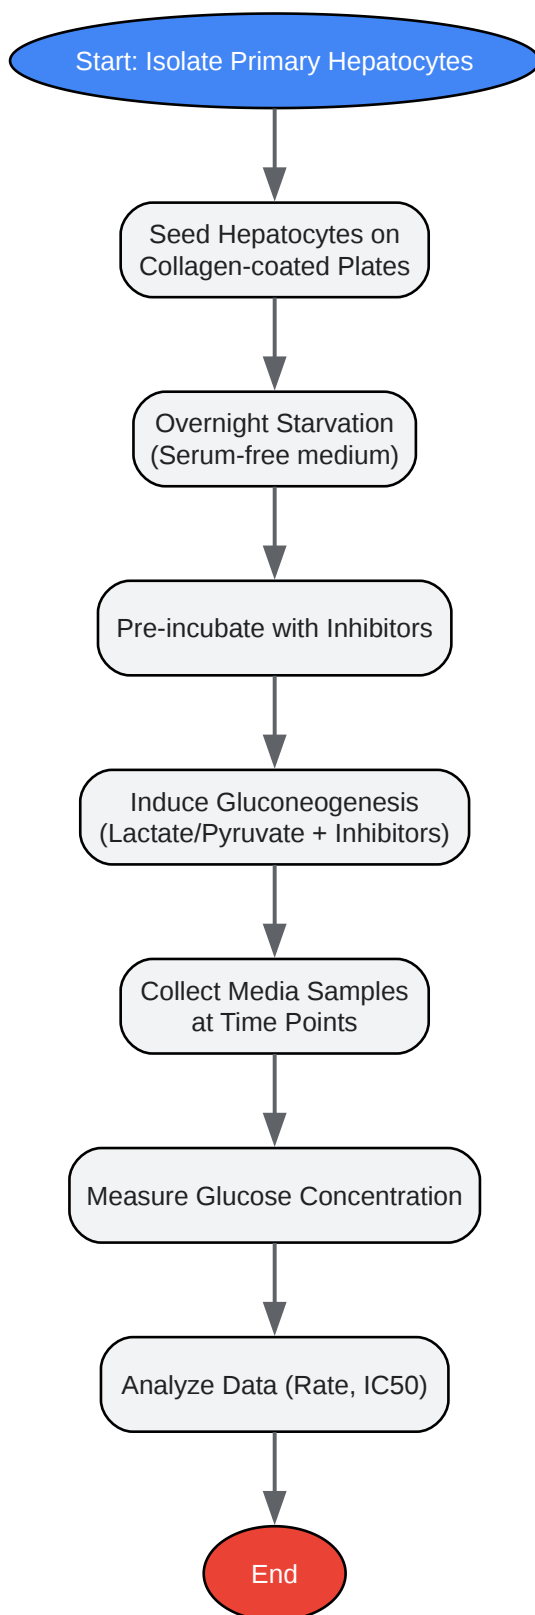 Start: Isolate Primary Hepatocytes
Seed Hepatocytes on
Collagen-coated Plates
Overnight Starvation
(Serum-free medium)
Pre-incubate with Inhibitors
Induce Gluconeogenesis
(Lactate/Pyruvate + Inhibitors)
Collect Media Samples
at Time Points
Measure Glucose Concentration
Analyze Data (Rate, IC50)
End